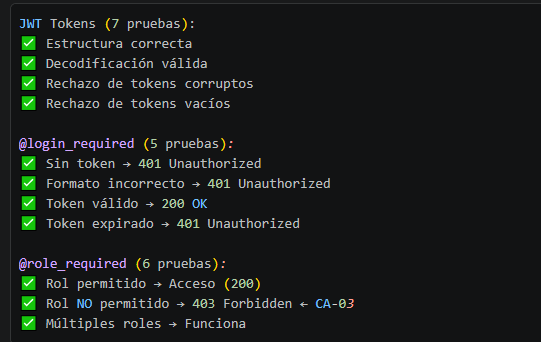 JWT Tokens (7 pruebas):
✅ Estructura correcta
✅ Decodificación válida
✅ Rechazo de tokens corruptos
✅ Rechazo de tokens vacíos
@login_required (5 pruebas):
✅ Sin token → 401 Unauthorized
✅ Formato incorrecto → 401 Unauthorized
✅ Token válido → 200 OK
✅ Token expirado → 401 Unauthorized
@role_required (6 pruebas):
✅ Rol permitido → Acceso (200)
✅ Rol NO permitido → 403 Forbidden ← CA-03
✅ Múltiples roles → Funciona